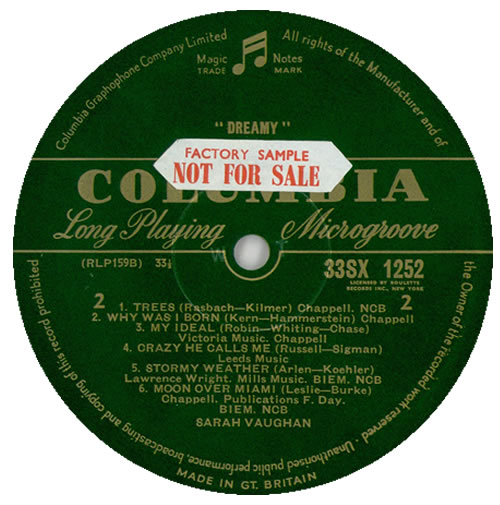 Columbia Graphophone Company Limited
All rights of the Manufacturer and of
the Owner of the recorded work reserved. - Unauthorised public performance, broadcasting and copying of this record prohibited
Magic Notes
TRADE MARK
"DREAMY"
FACTORY SAMPLE
NOT FOR SALE
COLUMBIA
Long Playing Microgroove
(RLP159B) 33⅓
33SX 1252
LICENSED BY ROULETTE
RECORDS INC., NEW YORK
2 2
1. TREES (Rasbach—Kilmer) Chappell. NCB
2. WHY WAS I BORN (Kern—Hammerstein) Chappell
3. MY IDEAL (Robin—Whiting—Chase)
Victoria Music. Chappell
4. CRAZY HE CALLS ME (Russell—Sigman)
Leeds Music
5. STORMY WEATHER (Arlen—Koehler)
Lawrence Wright. Mills Music. BIEM. NCB
6. MOON OVER MIAMI (Leslie—Burke)
Chappell. Publications F. Day.
BIEM. NCB
SARAH VAUGHAN
MADE IN GT. BRITAIN